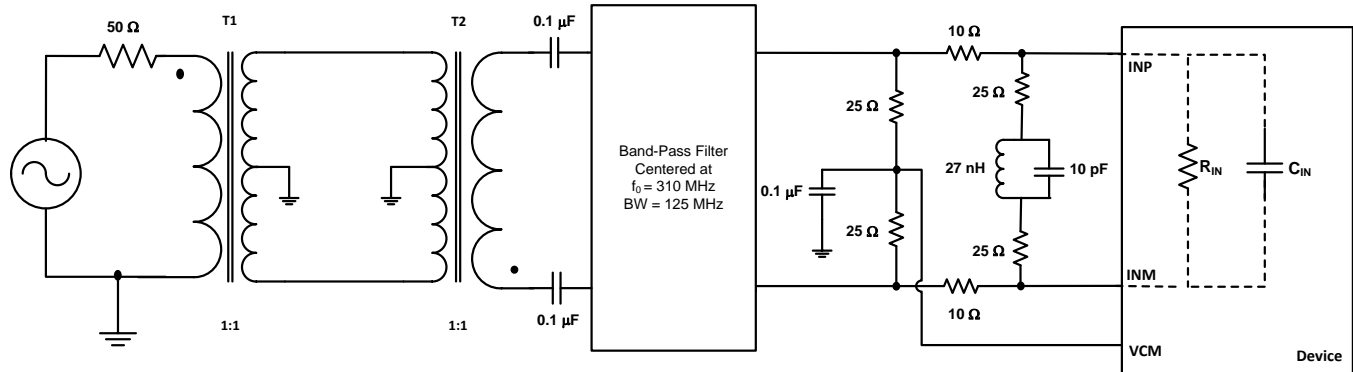 50 Ω
T1
T2
0.1 µF
10 Ω
INP
25 Ω
25 Ω
Band-Pass Filter
Centered at
f₀ = 310 MHz
BW = 125 MHz
27 nH
10 pF
R_IN
C_IN
0.1 µF
25 Ω
25 Ω
INM
0.1 µF
10 Ω
1:1
1:1
VCM
Device